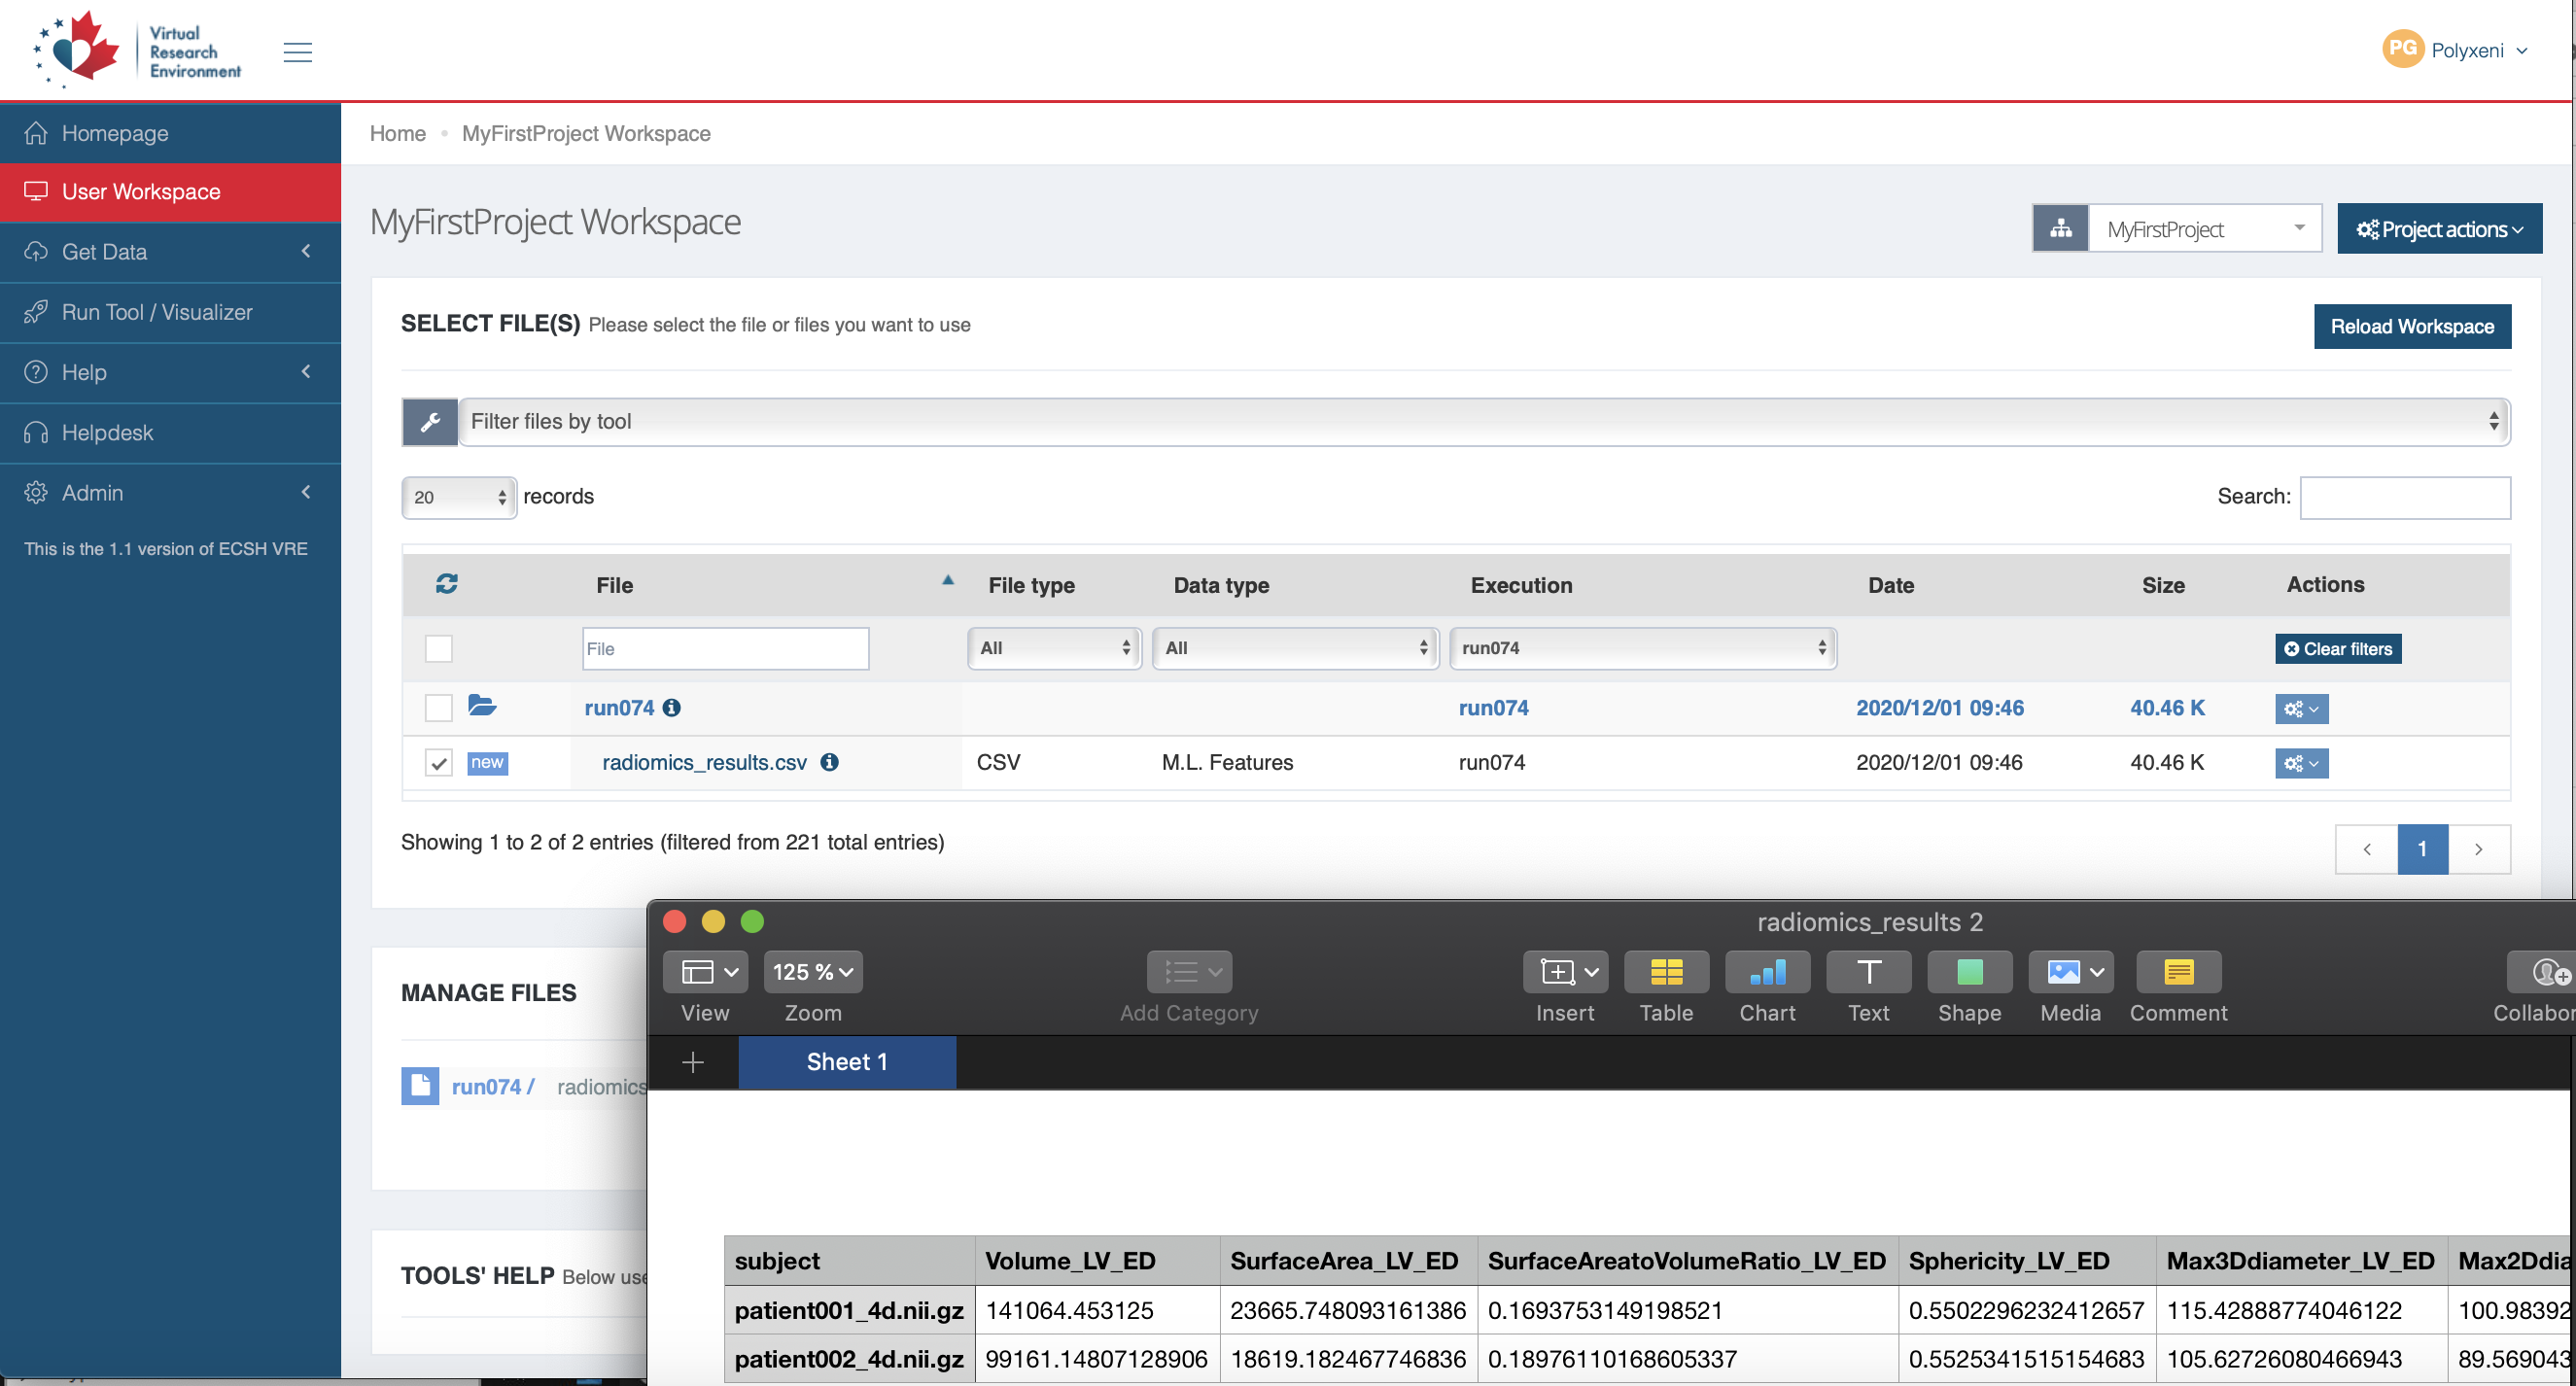 Virtual
Research
Environment
PG Polyxeni
Homepage
User Workspace
Get Data
Run Tool / Visualizer
Help
Helpdesk
Admin
This is the 1.1 version of ECSH VRE
Home • MyFirstProject Workspace
MyFirstProject Workspace
MyFirstProject
Project actions
SELECT FILE(S) Please select the file or files you want to use
Reload Workspace
Filter files by tool
20 records
Search:
File File type Data type Execution Date Size Actions
File All All run074 Clear filters
run074 run074 2020/12/01 09:46 40.46 K
new radiomics_results.csv CSV M.L. Features run074 2020/12/01 09:46 40.46 K
Showing 1 to 2 of 2 entries (filtered from 221 total entries)
1
MANAGE FILES
run074 / radiomics
TOOLS' HELP Below use
radiomics_results 2
125 %
View Zoom Add Category Insert Table Chart Text Shape Media Comment Collabor
Sheet 1
subject Volume_LV_ED SurfaceArea_LV_ED SurfaceAreatoVolumeRatio_LV_ED Sphericity_LV_ED Max3Ddiameter_LV_ED Max2Ddia
patient001_4d.nii.gz 141064.453125 23665.748093161386 0.1693753149198521 0.5502296232412657 115.42888774046122 100.98392
patient002_4d.nii.gz 99161.14807128906 18619.182467746836 0.18976110168605337 0.5525341515154683 105.62726080466943 89.569043